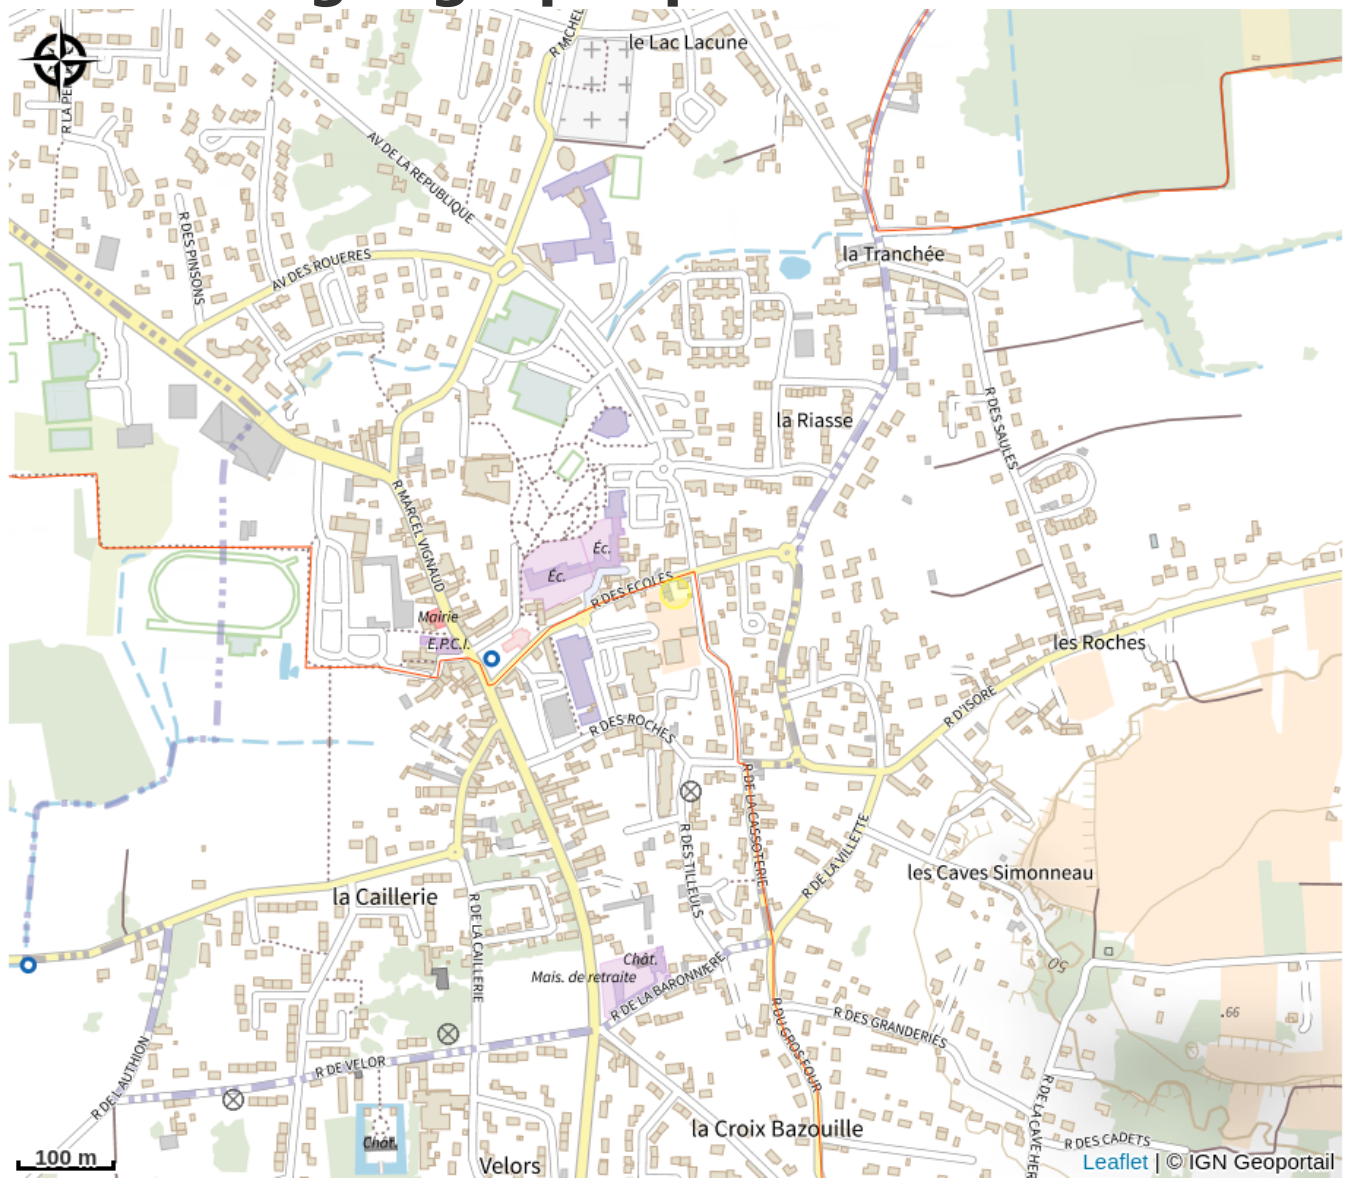 le Lac Lacune
AV DE LA REPUBLIQUE
R DES PINSONS
AV DES ROUERES
la Tranchée
la Riasse
R DES SAULES
R MARCEL VIGNAUD
Éc.
Éc.
R DES ECOLES
Mairie
E.P.C.I.
les Roches
R D'ISORE
R DES ROCHES
R DE LA CASSOTERIE
R DES TILLEULS
R DE LA VILLETTE
les Caves Simonneau
la Caillerie
R DE LA CAILLERIE
Chât.
Mais. de retraite
R DE LA BARONNIERE
50
66
R DES GRANDERIES
R DU GROS FOUR
R DE VELOR
R DE L'AUTHION
Chât.
la Croix Bazouille
R DE LA CAVE HER
R DES CADETS
Velors
100 m
Leaflet | © IGN Geoportail